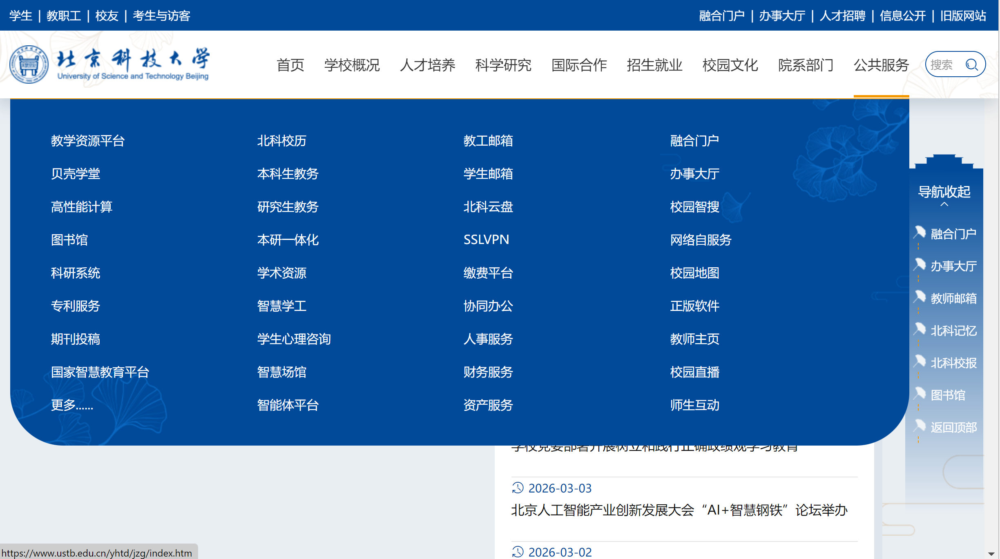 学生 | 教职工 | 校友 | 考生与访客
融合门户 | 办事大厅 | 人才招聘 | 信息公开 | 旧版网站
北京科技大学
University of Science and Technology Beijing
首页 学校概况 人才培养 科学研究 国际合作 招生就业 校园文化 院系部门 公共服务
搜索
教学资源平台 北科校历 教工邮箱 融合门户
贝壳学堂 本科生教务 学生邮箱 办事大厅
高性能计算 研究生教务 北科云盘 校园智搜
图书馆 本研一体化 SSLVPN 网络自服务
科研系统 学术资源 缴费平台 校园地图
专利服务 智慧学工 协同办公 正版软件
期刊投稿 学生心理咨询 人事服务 教师主页
国家智慧教育平台 智慧场馆 财务服务 校园直播
更多...... 智能体平台 资产服务 师生互动
导航收起
融合门户
办事大厅
教师邮箱
北科记忆
北科校报
图书馆
返回顶部
学校党委部署开展树立和践行正确政绩观学习教育
2026-03-03
北京人工智能产业创新发展大会“AI+智慧钢铁”论坛举办
2026-03-02
https://www.ustb.edu.cn/yhtd/jzg/index.htm